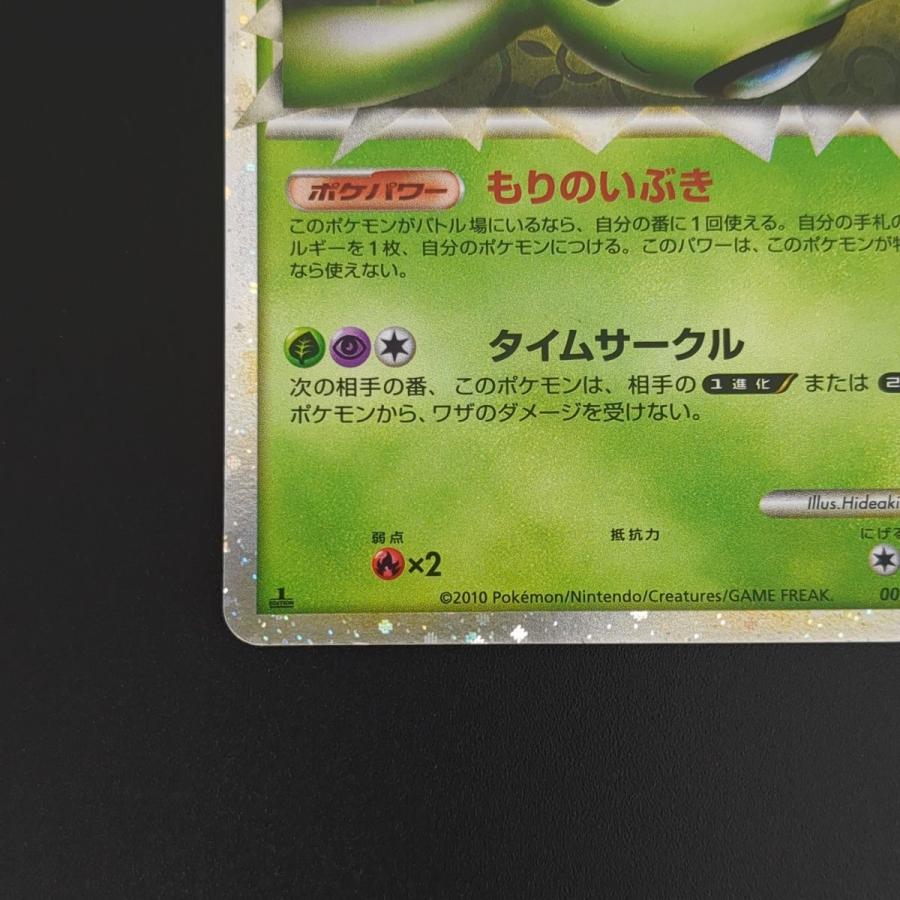 ポケパワー もりのいぶき
このポケモンがバトル場にいるなら、自分の番に1回使える。自分の手札の
ルギーを1枚、自分のポケモンにつける。このパワーは、このポケモンが特
なら使えない。
タイムサークル
次の相手の番、このポケモンは、相手の 1進化 または 2
ポケモンから、ワザのダメージを受けない。
Illus.Hideaki
弱点 抵抗力 にげる
×2
1 EDITION ©2010 Pokémon/Nintendo/Creatures/GAME FREAK. 00